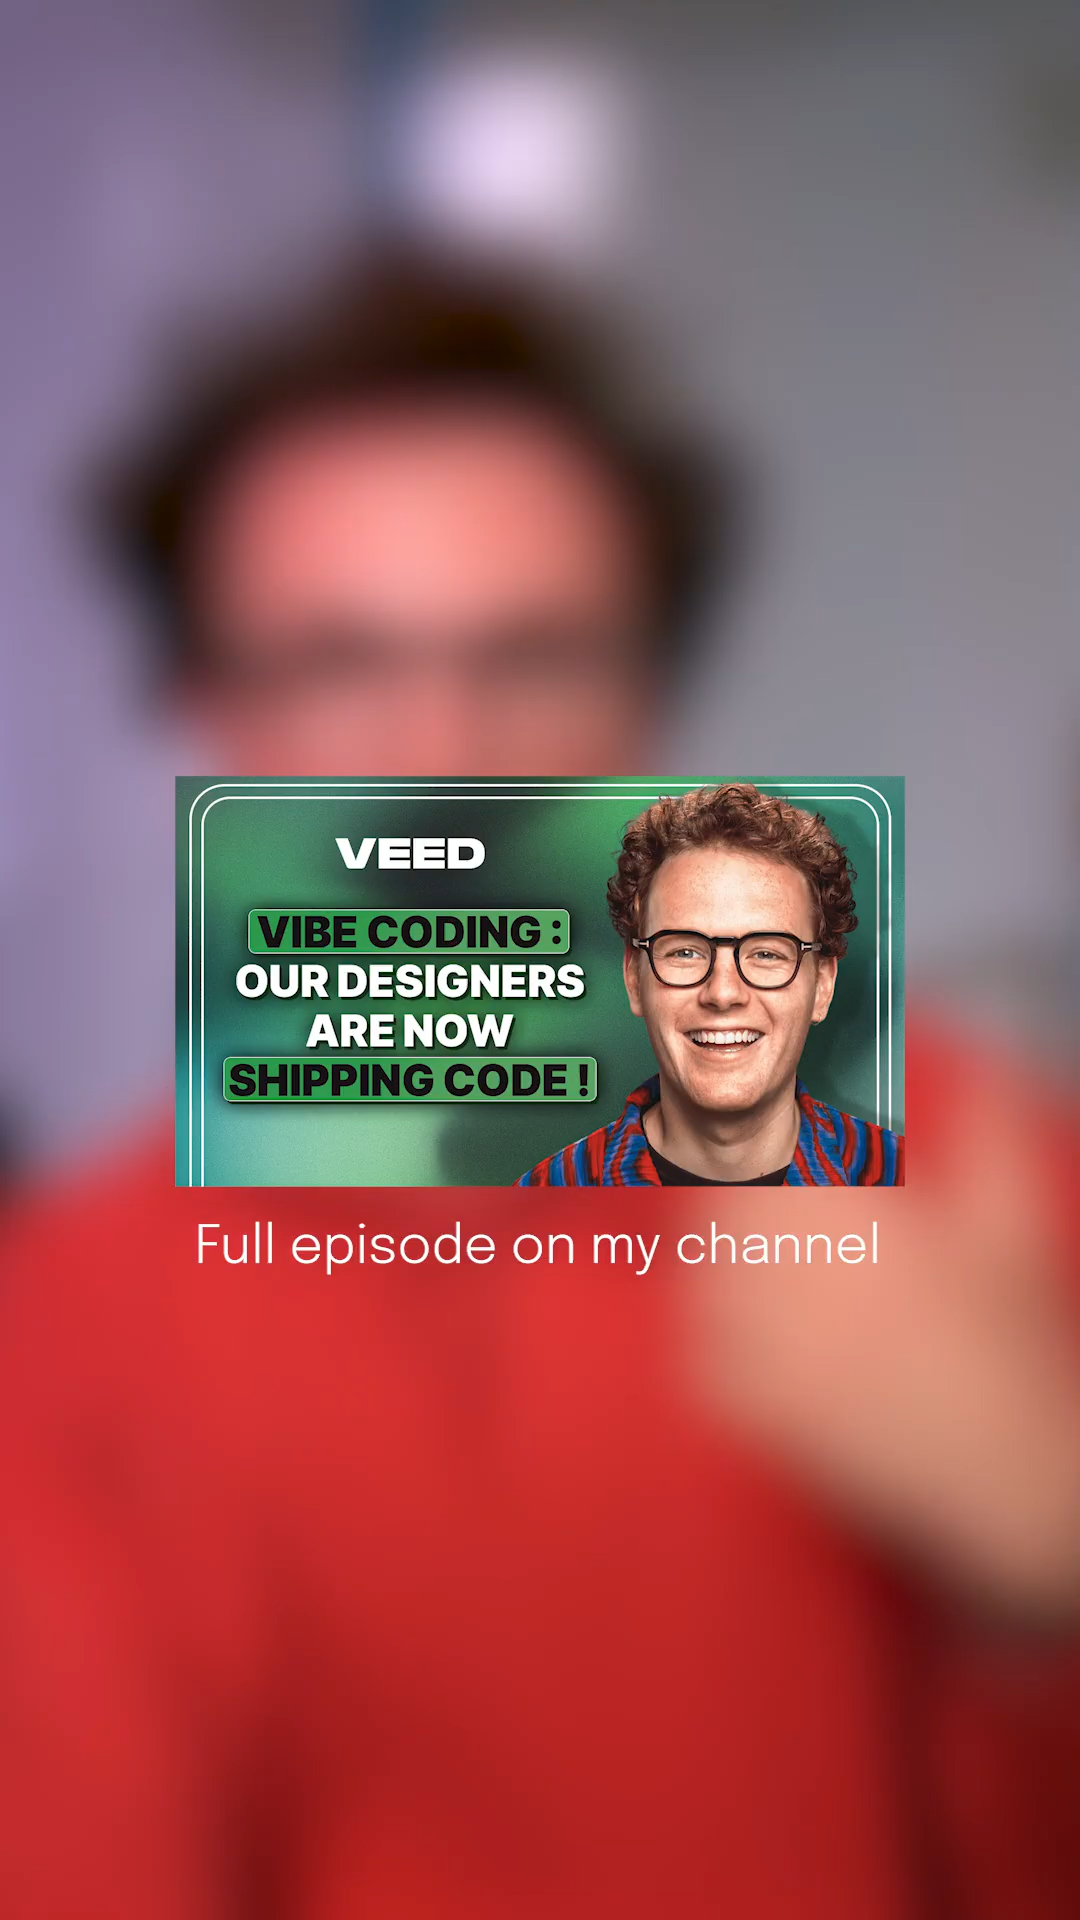 VEED
VIBE CODING :
OUR DESIGNERS
ARE NOW
SHIPPING CODE !
Full episode on my channel